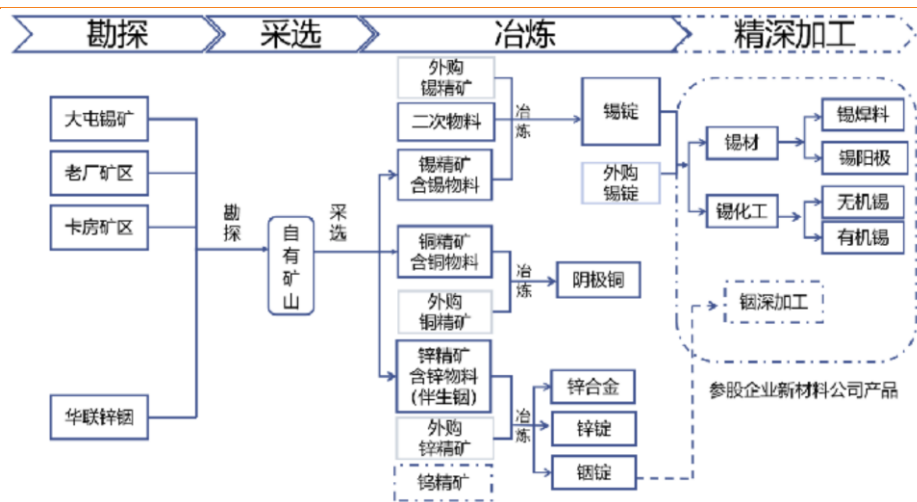 勘探
采选
冶炼
精深加工
大屯锡矿
老厂矿区
卡房矿区
华联锌铟
勘
探
自
有
矿
山
采
选
外购
锡精矿
二次物料
锡精矿
含锡物料
冶
炼
锡锭
外购
锡锭
铜精矿
含铜物料
外购
铜精矿
冶
炼
阴极铜
锌精矿
含锌物料
(伴生铟)
外购
锌精矿
钨精矿
冶
炼
锌合金
锌锭
铟锭
锡材
锡焊料
锡阳极
锡化工
无机锡
有机锡
铟深加工
参股企业新材料公司产品